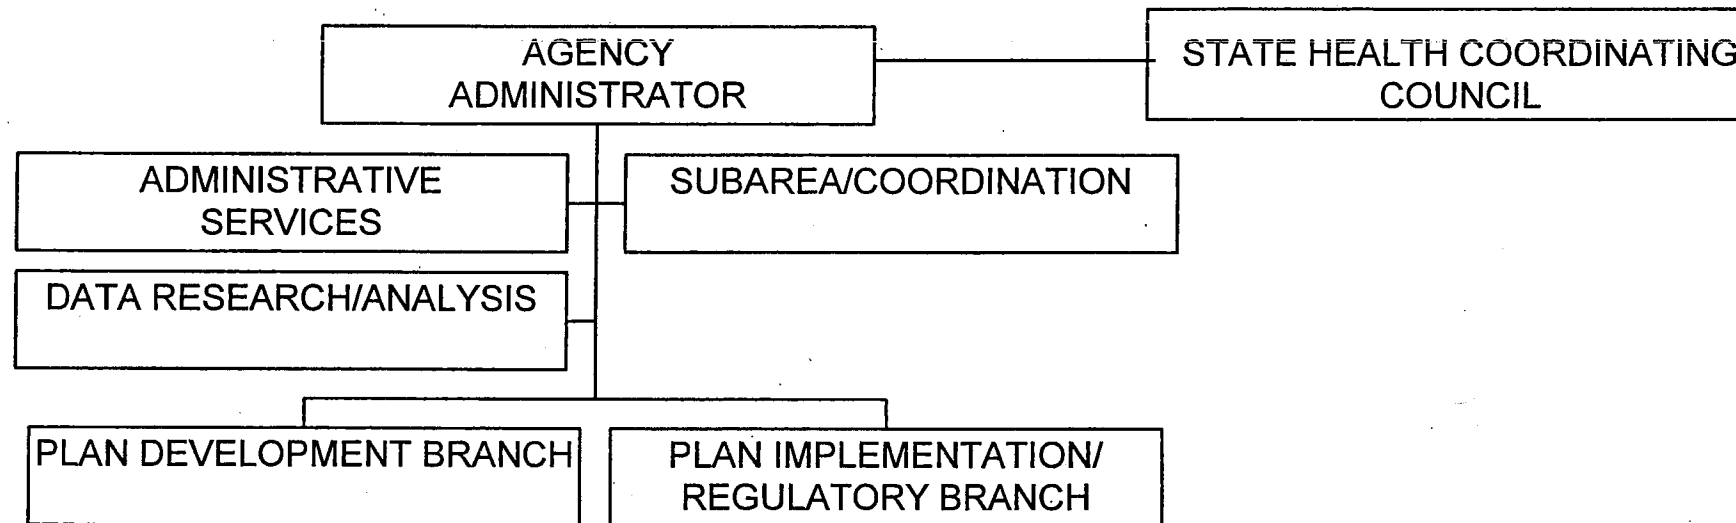 AGENCY
ADMINISTRATOR
STATE HEALTH COORDINATING
COUNCIL
ADMINISTRATIVE
SERVICES
SUBAREA/COORDINATION
DATA RESEARCH/ANALYSIS
PLAN DEVELOPMENT BRANCH
PLAN IMPLEMENTATION/
REGULATORY BRANCH